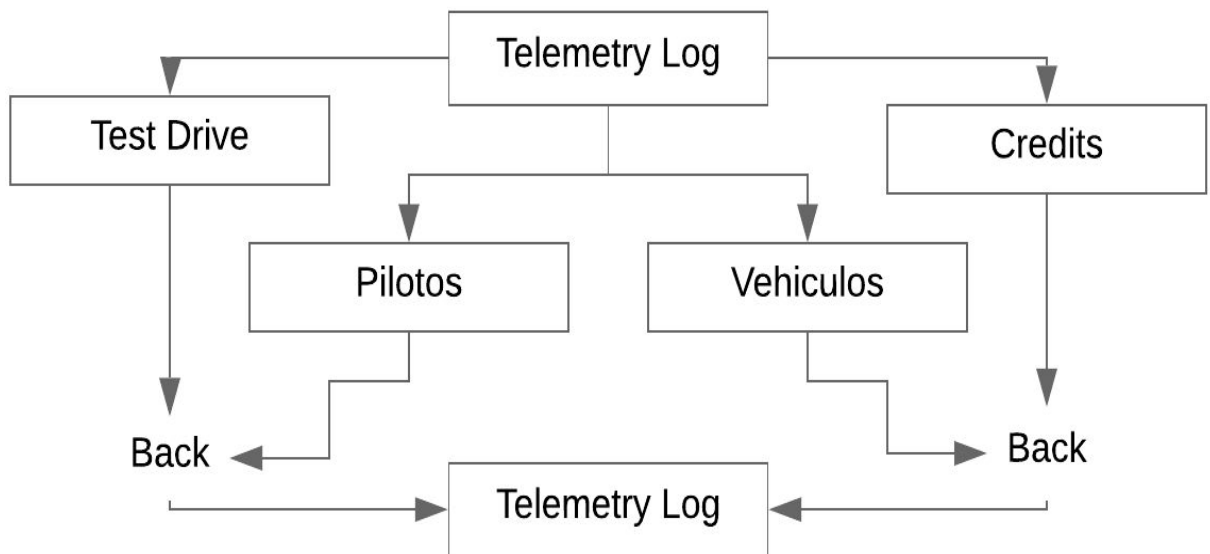 Telemetry Log
Test Drive
Credits
Pilotos
Vehiculos
Back
Back
Telemetry Log